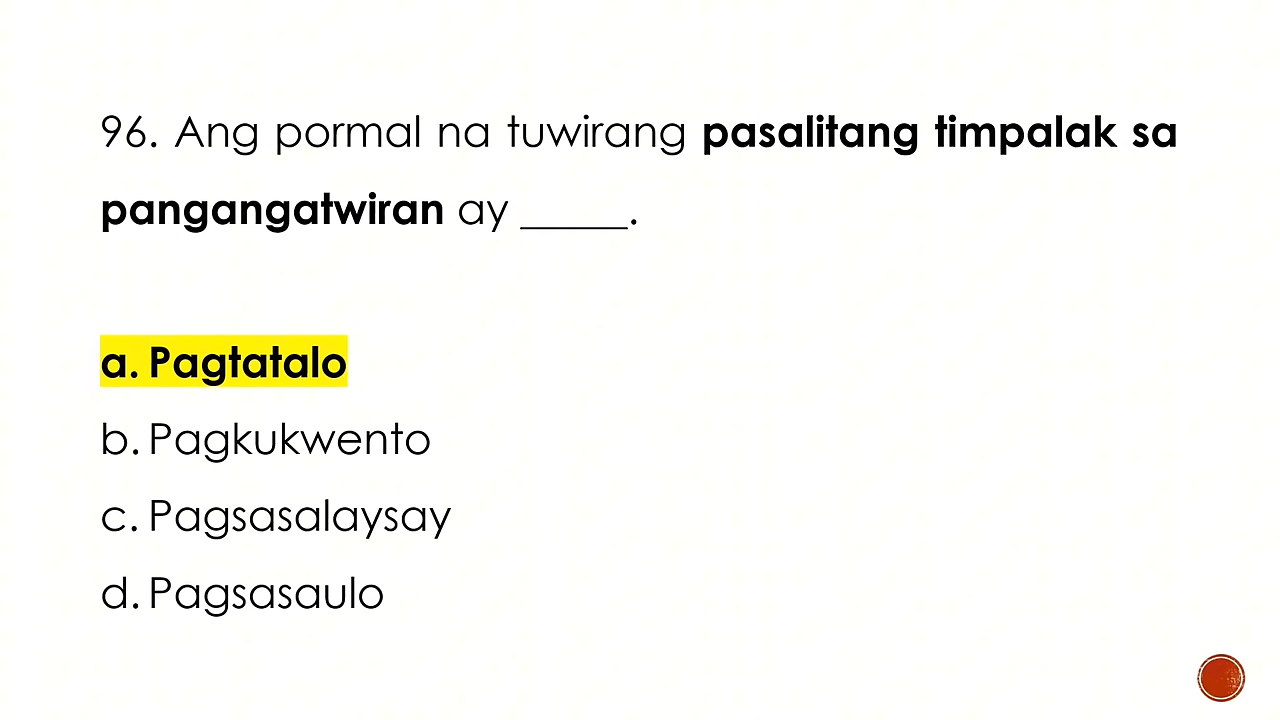 96. Ang pormal na tuwirang pasalitang timpalak sa
pangangatwiran ay _____.
a. Pagtatalo
b. Pagkukwento
c. Pagsasalaysay
d. Pagsasaulo